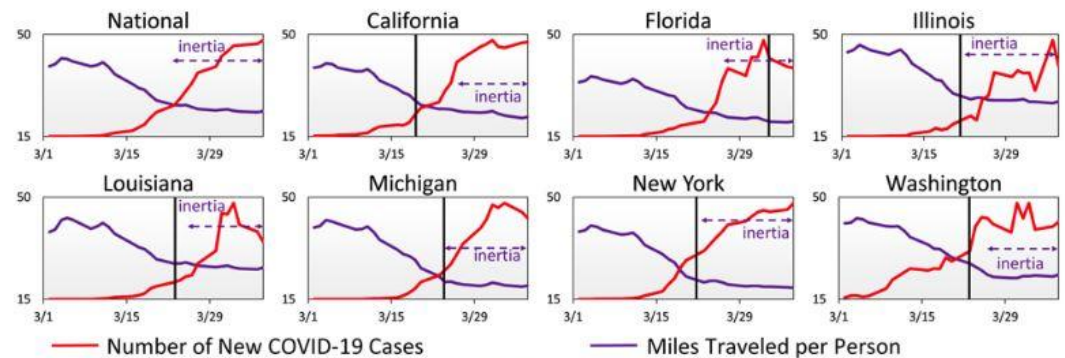 National California Florida Illinois
50 50 50 50
inertia inertia inertia inertia
15 15 15 15
3/1 3/15 3/29 3/1 3/15 3/29 3/1 3/15 3/29 3/1 3/15 3/29
Louisiana Michigan New York Washington
50 50 50 50
inertia inertia inertia inertia
15 15 15 15
3/1 3/15 3/29 3/1 3/15 3/29 3/1 3/15 3/29 3/1 3/15 3/29
Number of New COVID-19 Cases Miles Traveled per Person